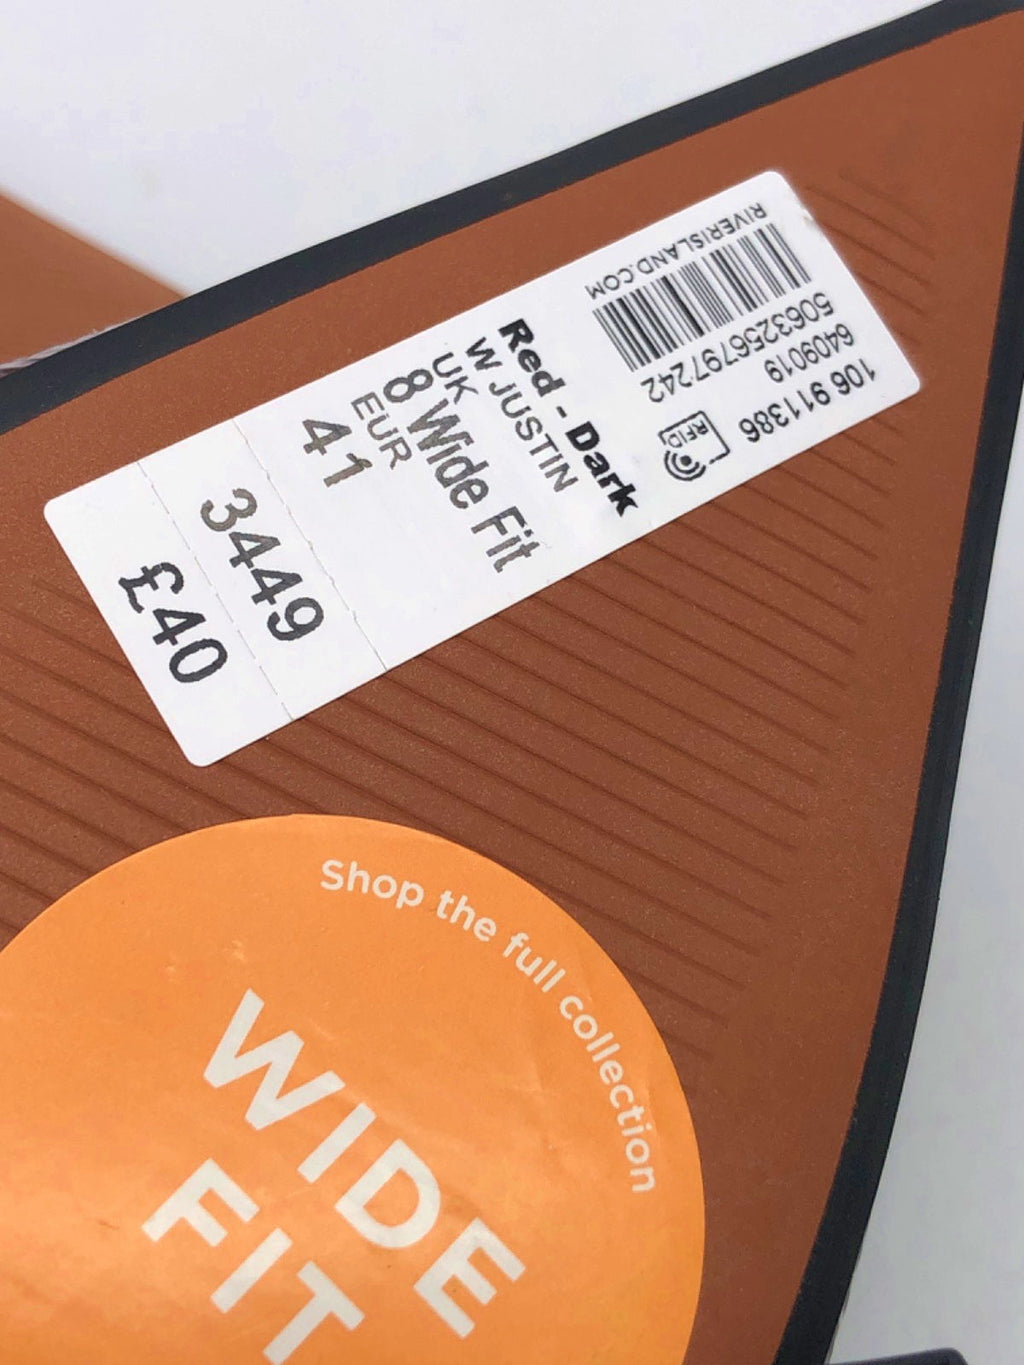 RIVERISLAND.COM
5063256797242
6409019
106 911386
RFID
Red - Dark
W JUSTIN
UK
8 Wide Fit
EUR
41
3449
£40
Shop the full collection
WIDE
FIT